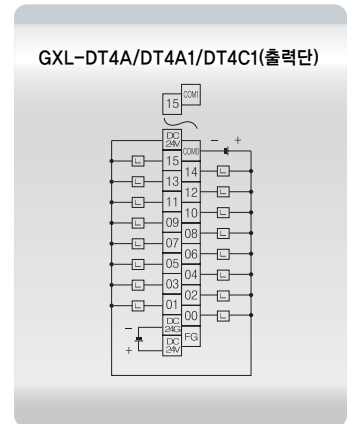 GXL-DT4A/DT4A1/DT4C1(출력단)
COM1
15
DC
24V
COM0
- +
15
14
13
12
11
10
09
08
07
06
05
04
03
02
01
00
DC
24G
FG
-
DC
24V
+
L L L L L L L L
L L L L L L L L